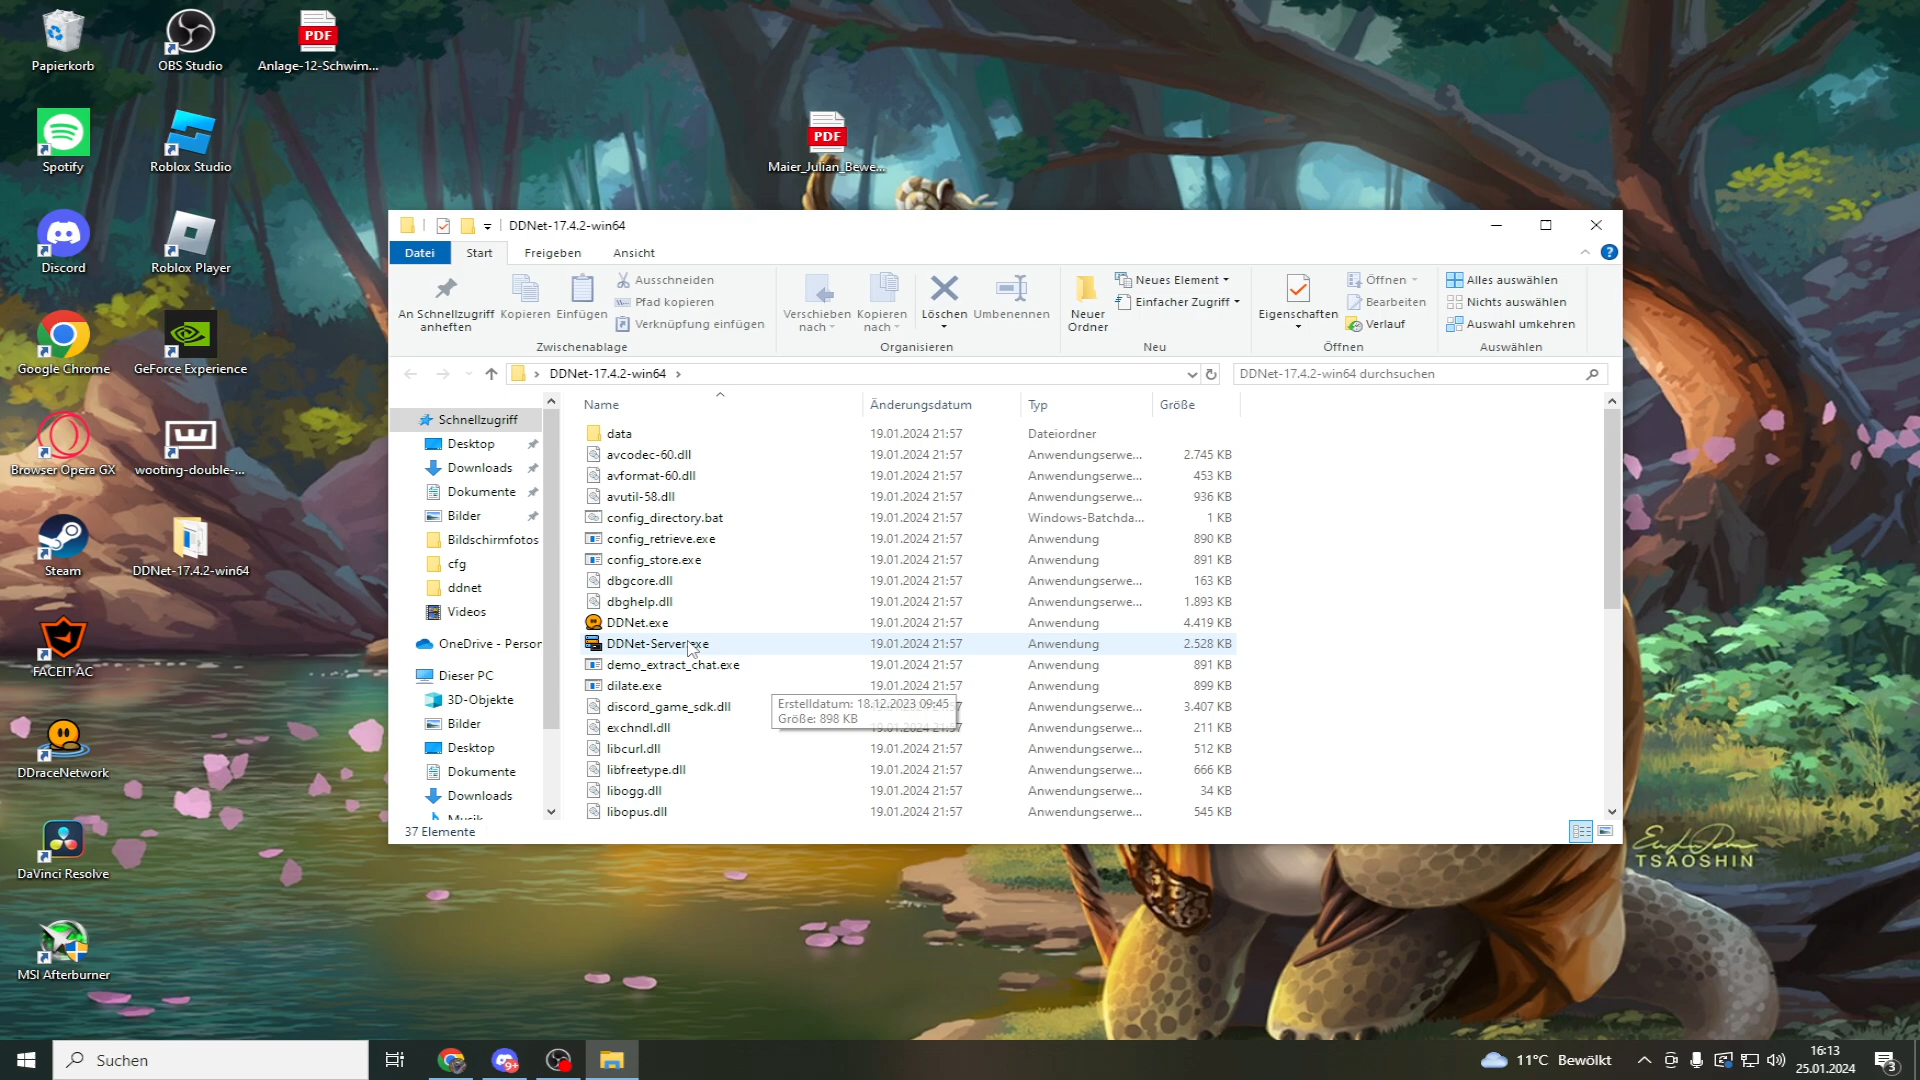 Papierkorb
OBS Studio
PDF
Anlage-12-Schwim...
Spotify
Roblox Studio
PDF
Maier_Julian_Bewe...
Discord
Roblox Player
Google Chrome
GeForce Experience
Browser Opera GX
wooting-double-...
Steam
DDNet-17.4.2-win64
FACEIT AC
DDraceNetwork
DaVinci Resolve
MSI Afterburner
DDNet-17.4.2-win64
Datei Start Freigeben Ansicht
An Schnellzugriff anheften
Kopieren
Einfügen
Ausschneiden
Pfad kopieren
Verknüpfung einfügen
Zwischenablage
Verschieben nach
Kopieren nach
Löschen
Umbenennen
Organisieren
Neuer Ordner
Neues Element
Einfacher Zugriff
Neu
Eigenschaften
Öffnen
Bearbeiten
Verlauf
Öffnen
Alles auswählen
Nichts auswählen
Auswahl umkehren
Auswählen
DDNet-17.4.2-win64
DDNet-17.4.2-win64 durchsuchen
Schnellzugriff
Desktop
Downloads
Dokumente
Bilder
Bildschirmfotos
cfg
ddnet
Videos
OneDrive - Person
Dieser PC
3D-Objekte
Bilder
Desktop
Dokumente
Downloads
Musik
Name Änderungsdatum Typ Größe
data 19.01.2024 21:57 Dateiordner
avcodec-60.dll 19.01.2024 21:57 Anwendungserwe... 2.745 KB
avformat-60.dll 19.01.2024 21:57 Anwendungserwe... 453 KB
avutil-58.dll 19.01.2024 21:57 Anwendungserwe... 936 KB
config_directory.bat 19.01.2024 21:57 Windows-Batchda... 1 KB
config_retrieve.exe 19.01.2024 21:57 Anwendung 890 KB
config_store.exe 19.01.2024 21:57 Anwendung 891 KB
dbgcore.dll 19.01.2024 21:57 Anwendungserwe... 163 KB
dbghelp.dll 19.01.2024 21:57 Anwendungserwe... 1.893 KB
DDNet.exe 19.01.2024 21:57 Anwendung 4.419 KB
DDNet-Server.exe 19.01.2024 21:57 Anwendung 2.528 KB
demo_extract_chat.exe 19.01.2024 21:57 Anwendung 891 KB
dilate.exe 19.01.2024 21:57 Anwendung 899 KB
discord_game_sdk.dll Anwendungserwe... 3.407 KB
exchndl.dll 19.01.2024 21:57 Anwendungserwe... 211 KB
libcurl.dll 19.01.2024 21:57 Anwendungserwe... 512 KB
libfreetype.dll 19.01.2024 21:57 Anwendungserwe... 666 KB
libogg.dll 19.01.2024 21:57 Anwendungserwe... 34 KB
libopus.dll 19.01.2024 21:57 Anwendungserwe... 545 KB
Erstelldatum: 18.12.2023 09:45
Größe: 898 KB
37 Elemente
TSAOSHIN
Suchen
9+
11°C Bewölkt
16:13
25.01.2024
3